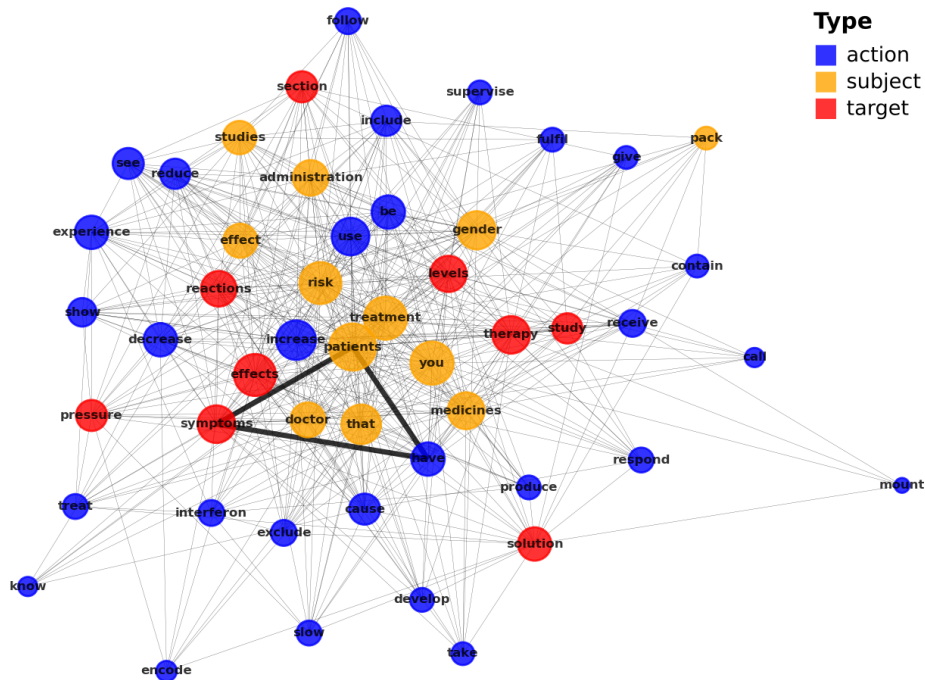 follow
Type
action
subject
target
section
supervise
include
studies
fulfil
pack
see
reduce
administration
give
experience
be
use
gender
effect
contain
reactions
risk
levels
show
treatment
therapy
study
receive
decrease
increase
patients
call
you
effects
pressure
symptoms
doctor
that
medicines
have
respond
mount
produce
treat
interferon
cause
exclude
solution
know
develop
slow
take
encode